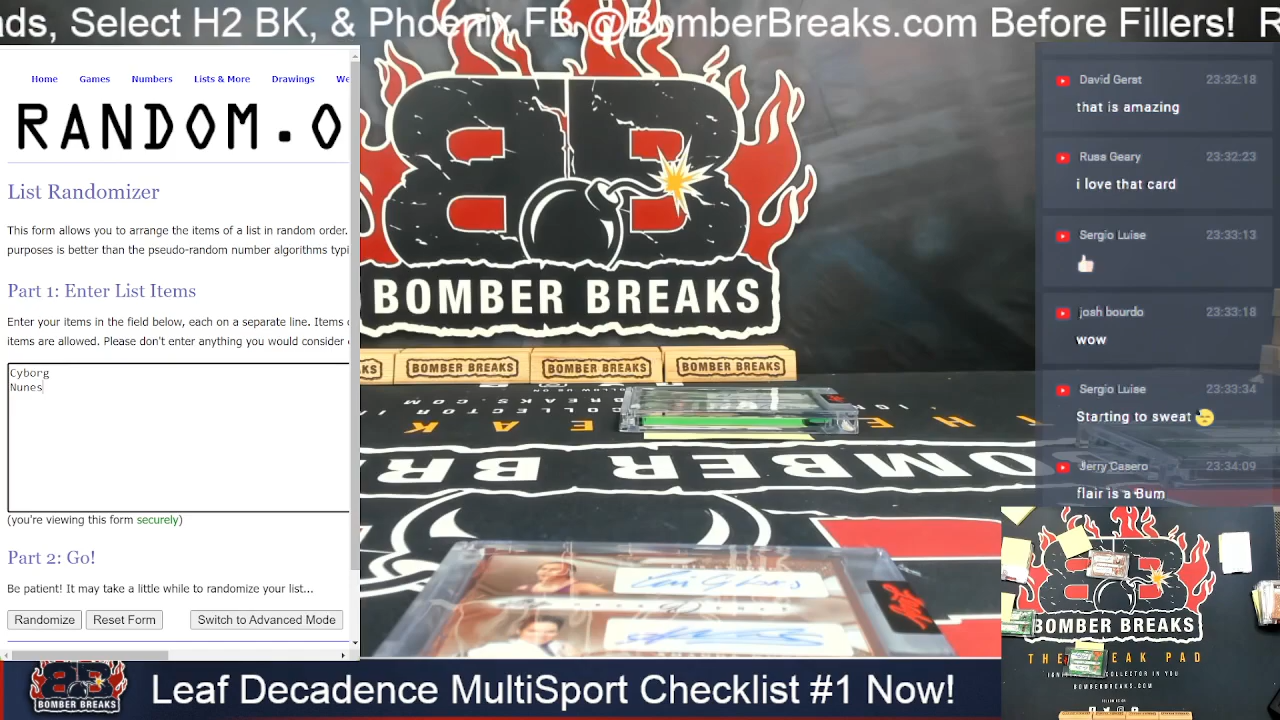 ds, Select H2 BK, & Phoenix FB @BomberBreaks.com Before Fillers!
Home Games Numbers Lists & More Drawings We
RANDOM.O
List Randomizer
This form allows you to arrange the items of a list in random order.
purposes is better than the pseudo-random number algorithms typi
Part 1: Enter List Items
Enter your items in the field below, each on a separate line. Items
items are allowed. Please don't enter anything you would consider
Cyborg
Nunes
(you're viewing this form securely)
Part 2: Go!
Be patient! It may take a little while to randomize your list...
Randomize Reset Form Switch to Advanced Mode
BB
BOMBER BREAKS
BOMBER BREAKS BOMBER BREAKS BOMBER BREAKS
David Gerst 23:32:18
that is amazing
Russ Geary 23:32:23
i love that card
Sergio Luise 23:33:13
josh bourdo 23:33:18
wow
Sergio Luise 23:33:34
Starting to sweat
Jerry Casero 23:34:09
flair is a Bum
BOMBER BREAKS
BOMBERBREAKS.COM
BOMBER BREAKS
Leaf Decadence MultiSport Checklist #1 Now!